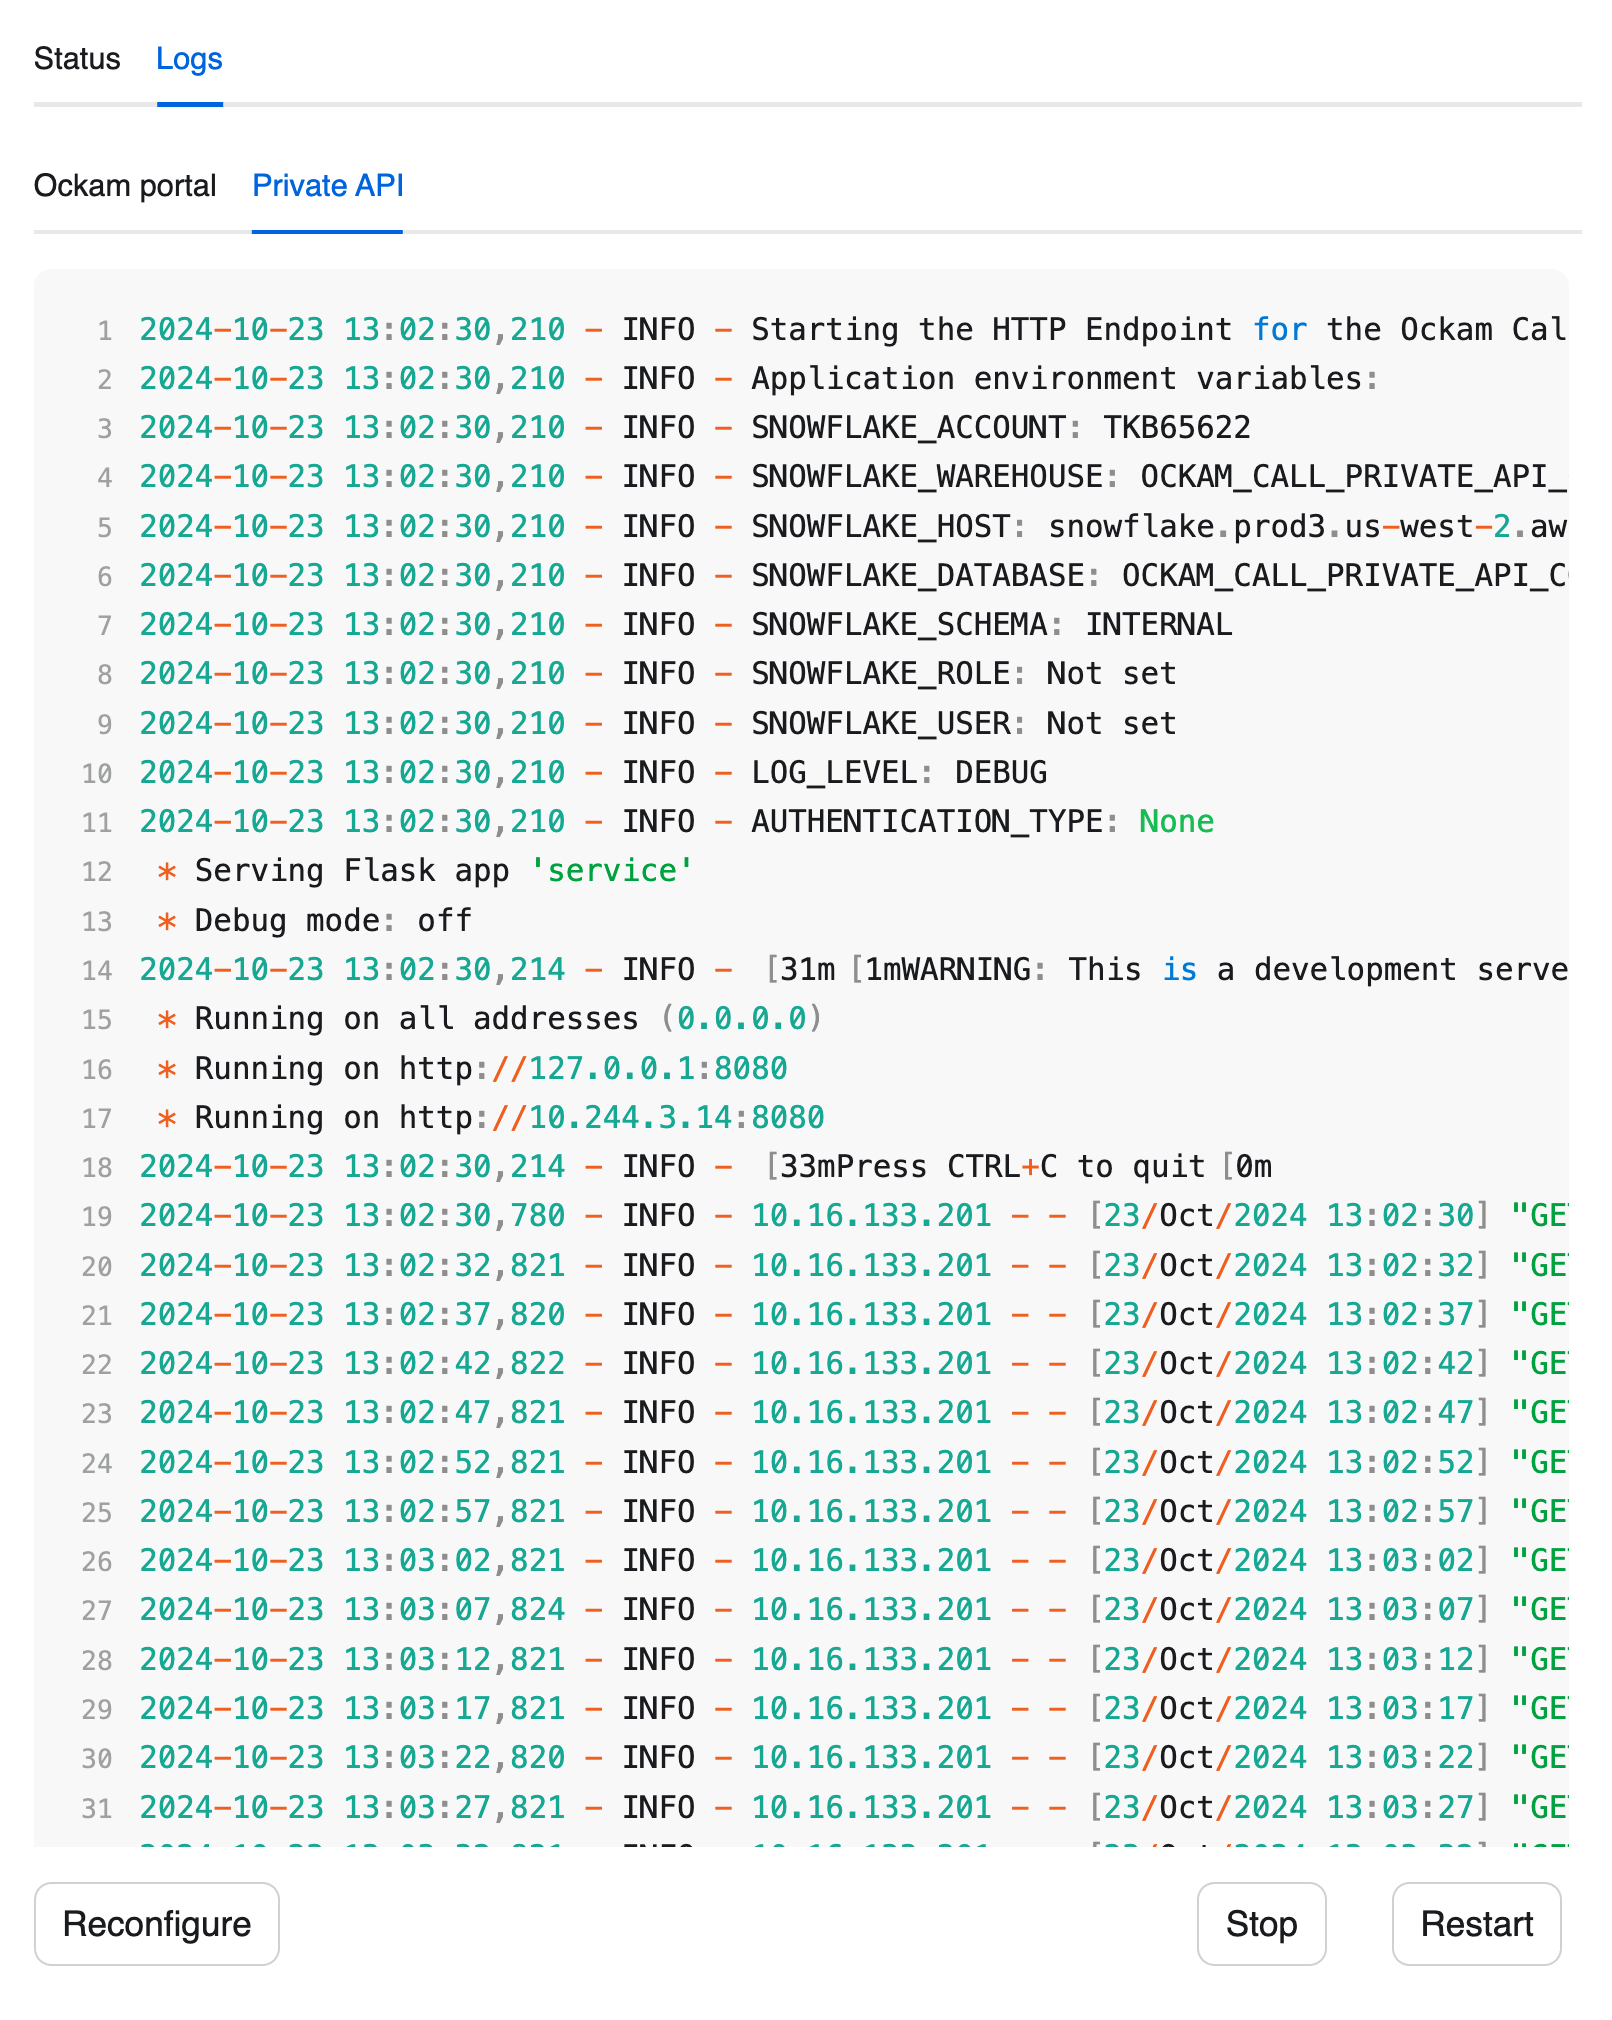 Status Logs
Ockam portal Private API
1 2024-10-23 13:02:30,210 - INFO - Starting the HTTP Endpoint for the Ockam Cal
2 2024-10-23 13:02:30,210 - INFO - Application environment variables:
3 2024-10-23 13:02:30,210 - INFO - SNOWFLAKE_ACCOUNT: TKB65622
4 2024-10-23 13:02:30,210 - INFO - SNOWFLAKE_WAREHOUSE: OCKAM_CALL_PRIVATE_API_
5 2024-10-23 13:02:30,210 - INFO - SNOWFLAKE_HOST: snowflake.prod3.us-west-2.aw
6 2024-10-23 13:02:30,210 - INFO - SNOWFLAKE_DATABASE: OCKAM_CALL_PRIVATE_API_C
7 2024-10-23 13:02:30,210 - INFO - SNOWFLAKE_SCHEMA: INTERNAL
8 2024-10-23 13:02:30,210 - INFO - SNOWFLAKE_ROLE: Not set
9 2024-10-23 13:02:30,210 - INFO - SNOWFLAKE_USER: Not set
10 2024-10-23 13:02:30,210 - INFO - LOG_LEVEL: DEBUG
11 2024-10-23 13:02:30,210 - INFO - AUTHENTICATION_TYPE: None
12 * Serving Flask app 'service'
13 * Debug mode: off
14 2024-10-23 13:02:30,214 - INFO - [31m [1mWARNING: This is a development serve
15 * Running on all addresses (0.0.0.0)
16 * Running on http://127.0.0.1:8080
17 * Running on http://10.244.3.14:8080
18 2024-10-23 13:02:30,214 - INFO - [33mPress CTRL+C to quit [0m
19 2024-10-23 13:02:30,780 - INFO - 10.16.133.201 - - [23/Oct/2024 13:02:30] "GET
20 2024-10-23 13:02:32,821 - INFO - 10.16.133.201 - - [23/Oct/2024 13:02:32] "GET
21 2024-10-23 13:02:37,820 - INFO - 10.16.133.201 - - [23/Oct/2024 13:02:37] "GET
22 2024-10-23 13:02:42,822 - INFO - 10.16.133.201 - - [23/Oct/2024 13:02:42] "GET
23 2024-10-23 13:02:47,821 - INFO - 10.16.133.201 - - [23/Oct/2024 13:02:47] "GET
24 2024-10-23 13:02:52,821 - INFO - 10.16.133.201 - - [23/Oct/2024 13:02:52] "GET
25 2024-10-23 13:02:57,821 - INFO - 10.16.133.201 - - [23/Oct/2024 13:02:57] "GET
26 2024-10-23 13:03:02,821 - INFO - 10.16.133.201 - - [23/Oct/2024 13:03:02] "GET
27 2024-10-23 13:03:07,824 - INFO - 10.16.133.201 - - [23/Oct/2024 13:03:07] "GET
28 2024-10-23 13:03:12,821 - INFO - 10.16.133.201 - - [23/Oct/2024 13:03:12] "GET
29 2024-10-23 13:03:17,821 - INFO - 10.16.133.201 - - [23/Oct/2024 13:03:17] "GET
30 2024-10-23 13:03:22,820 - INFO - 10.16.133.201 - - [23/Oct/2024 13:03:22] "GET
31 2024-10-23 13:03:27,821 - INFO - 10.16.133.201 - - [23/Oct/2024 13:03:27] "GET
Reconfigure Stop Restart